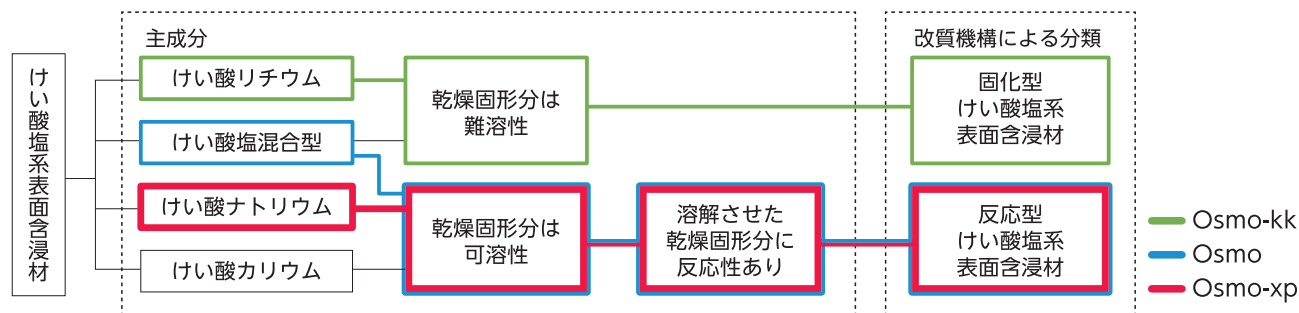 けい酸塩系表面含浸材
主成分
けい酸リチウム
けい酸塩混合型
けい酸ナトリウム
けい酸カリウム
乾燥固形分は
難溶性
乾燥固形分は
可溶性
溶解させた
乾燥固形分に
反応性あり
改質機構による分類
固化型
けい酸塩系
表面含浸材
反応型
けい酸塩系
表面含浸材
Osmo-kk
Osmo
Osmo-xp